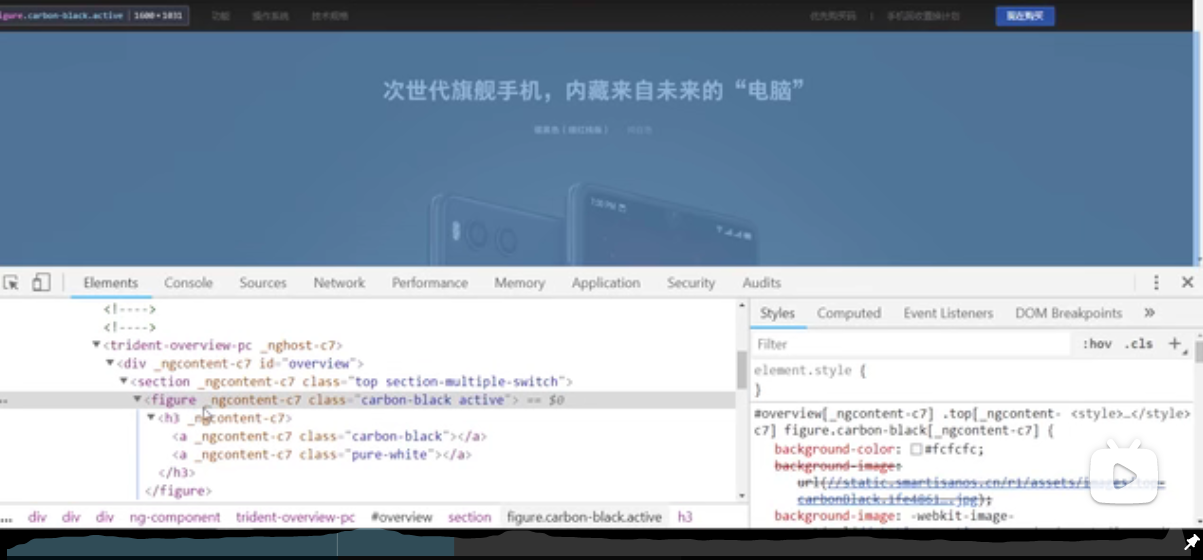 figure.carbon-black.active | 1600×1031
功能 操作系统 技术规格 优先购买码 | 手机回收置换计划 现在购买
次世代旗舰手机，内藏来自未来的“电脑”
7:35 PM
Elements Console Sources Network Performance Memory Application Security Audits
<!---->
<!---->
▼<trident-overview-pc _nghost-c7>
▼<div _ngcontent-c7 id="overview">
▼<section _ngcontent-c7 class="top section-multiple-switch">
▼<figure _ngcontent-c7 class="carbon-black active"> == $0
▼<h3 _ngcontent-c7>
<a _ngcontent-c7 class="carbon-black"></a>
<a _ngcontent-c7 class="pure-white"></a>
</h3>
</figure>
... div div div ng-component trident-overview-pc #overview section figure.carbon-black.active h3
Styles Computed Event Listeners DOM Breakpoints »
Filter :hov .cls +
element.style {
}
#overview[_ngcontent-c7] .top[_ngcontent- <style>…</style>
c7] figure.carbon-black[_ngcontent-c7] {
background-color: #fcfcfc;
background-image:
url(//static.smartisanos.cn/r1/assets/images/top-
carbonblack.1fe4861….jpg);
background-image: -webkit-image-